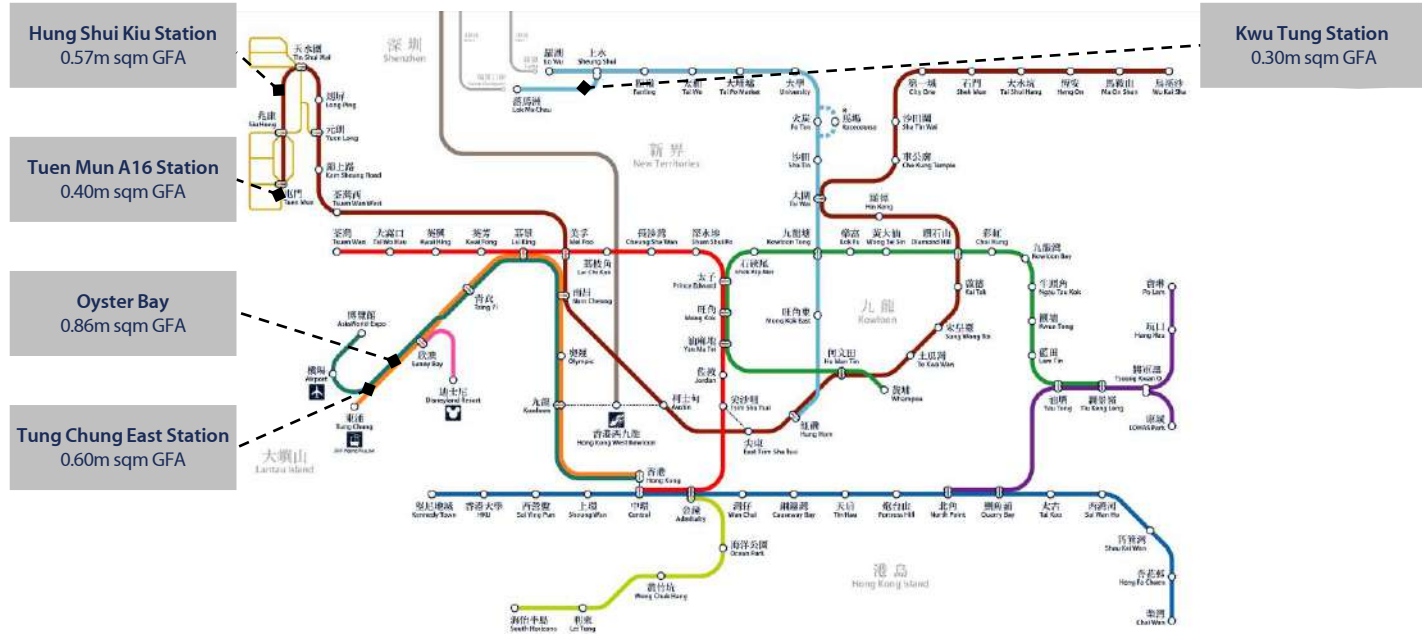 Hung Shui Kiu Station
0.57m sqm GFA
Tuen Mun A16 Station
0.40m sqm GFA
Oyster Bay
0.86m sqm GFA
Tung Chung East Station
0.60m sqm GFA
Kwu Tung Station
0.30m sqm GFA
深圳
Shenzhen
新界
New Territories
九龍
Kowloon
大嶼山
Lantau Island
港島
Hong Kong Island
天水圍
Tin Shui Wai
朗屏
Long Ping
兆康
Siu Hong
元朗
Yuen Long
錦上路
Kam Sheung Road
屯門
Tuen Mun
荃灣西
Tsuen Wan West
羅湖
Lo Wu
上水
Sheung Shui
落馬洲
Lok Ma Chau
粉嶺
Fanling
太和
Tai Wo
大埔墟
Tai Po Market
大學
University
火炭
Fo Tan
馬場
Racecourse
沙田
Sha Tin
大圍
Tai Wai
第一城
City One
石門
Shek Mun
大水坑
Tai Shui Hang
恆安
Heng On
馬鞍山
Ma On Shan
烏溪沙
Wu Kai Sha
沙田圍
Sha Tin Wai
車公廟
Che Kung Temple
顯徑
Hin Keng
荃灣
Tsuen Wan
大窩口
Tai Wo Hau
葵興
Kwai Hing
葵芳
Kwai Fong
荔景
Lai King
美孚
Mei Foo
荔枝角
Lai Chi Kok
長沙灣
Cheung Sha Wan
深水埗
Sham Shui Po
九龍塘
Kowloon Tong
樂富
Lok Fu
黃大仙
Wong Tai Sin
鑽石山
Diamond Hill
彩虹
Choi Hung
九龍灣
Kowloon Bay
石硤尾
Shek Kip Mei
太子
Prince Edward
旺角
Mong Kok
油麻地
Yau Ma Tei
佐敦
Jordan
尖沙咀
Tsim Sha Tsui
旺角東
Mong Kok East
何文田
Ho Man Tin
黃埔
Whampoa
紅磡
Hung Hom
尖東
East Tsim Sha Tsui
柯士甸
Austin
啟德
Kai Tak
宋皇臺
Sung Wong Toi
土瓜灣
To Kwa Wan
牛頭角
Ngau Tau Kok
觀塘
Kwun Tong
藍田
Lam Tin
油塘
Yau Tong
調景嶺
Tiu Keng Leng
寶琳
Po Lam
坑口
Hang Hau
將軍澳
Tseung Kwan O
康城
LOHAS Park
南昌
Nam Cheong
奧運
Olympic
九龍
Kowloon
香港西九龍
Hong Kong West Kowloon
青衣
Tsing Yi
欣澳
Sunny Bay
迪士尼
Disneyland Resort
博覽館
AsiaWorld-Expo
機場
Airport
東涌
Tung Chung
香港
Hong Kong
堅尼地城
Kennedy Town
香港大學
HKU
西營盤
Sai Ying Pun
上環
Sheung Wan
中環
Central
金鐘
Admiralty
灣仔
Wan Chai
銅鑼灣
Causeway Bay
天后
Tin Hau
炮台山
Fortress Hill
北角
North Point
鰂魚涌
Quarry Bay
太古
Tai Koo
西灣河
Sai Wan Ho
筲箕灣
Shau Kei Wan
杏花邨
Heng Fa Chuen
柴灣
Chai Wan
海洋公園
Ocean Park
黃竹坑
Wong Chuk Hang
利東
Lei Tung
海怡半島
South Horizons